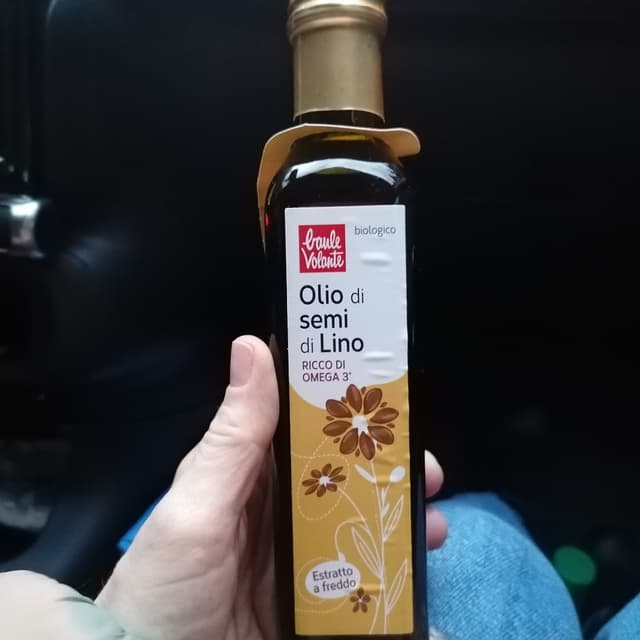 baule
Volante
biologico
Olio di
semi
di Lino
RICCO DI
OMEGA 3*
Estratto
a freddo